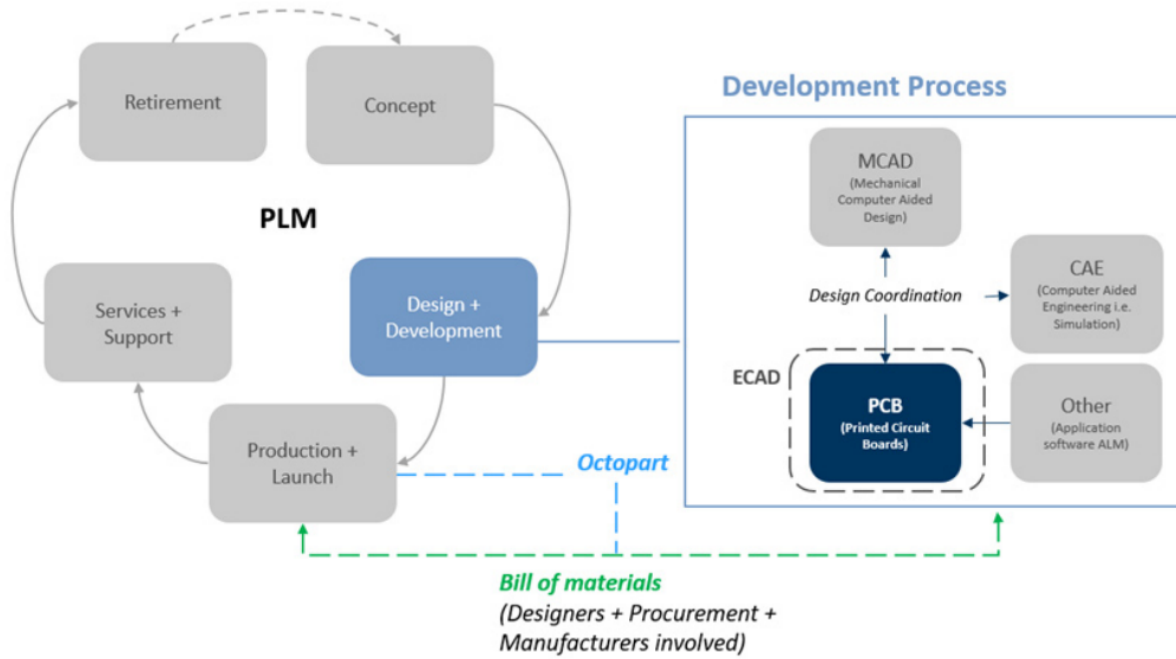 Retirement
Concept
PLM
Services +
Support
Design +
Development
Production +
Launch
Octopart
Bill of materials
(Designers + Procurement +
Manufacturers involved)
Development Process
MCAD
(Mechanical
Computer Aided
Design)
Design Coordination
CAE
(Computer Aided
Engineering i.e.
Simulation)
ECAD
PCB
(Printed Circuit
Boards)
Other
(Application
software ALM)